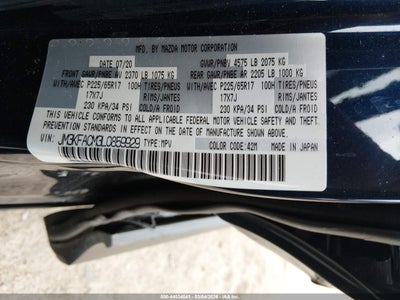 MFD. BY: MAZDA MOTOR CORPORATION
DATE: 07/20 GVWR/PNBV 4575 LB 2075 KG
FRONT GAWR/PNBE AV 2370 LB 1075 KG REAR GAWR/PNBE AR 2205 LB 1000 KG
WITH/AVEC P225/65R17 TIRES/PNEUS WITH/AVEC P225/65R17 TIRES/PNEUS
17X7J RIMS/JANTES 17X7J RIMS/JANTES
230 KPA/34 PSI COLD/A FROID 230 KPA/34 PSI COLD/A FROID
THIS VEHICLE CONFORMS TO ALL APPLICABLE FEDERAL MOTOR VEHICLE SAFETY AND
THEFT PREVENTION STANDARDS IN EFFECT ON THE DATE OF MANUFACTURE SHOWN ABOVE.
VIN: JM3KFACM3L0859929 TYPE: MPV COLOR CODE: 42M MADE IN JAPAN